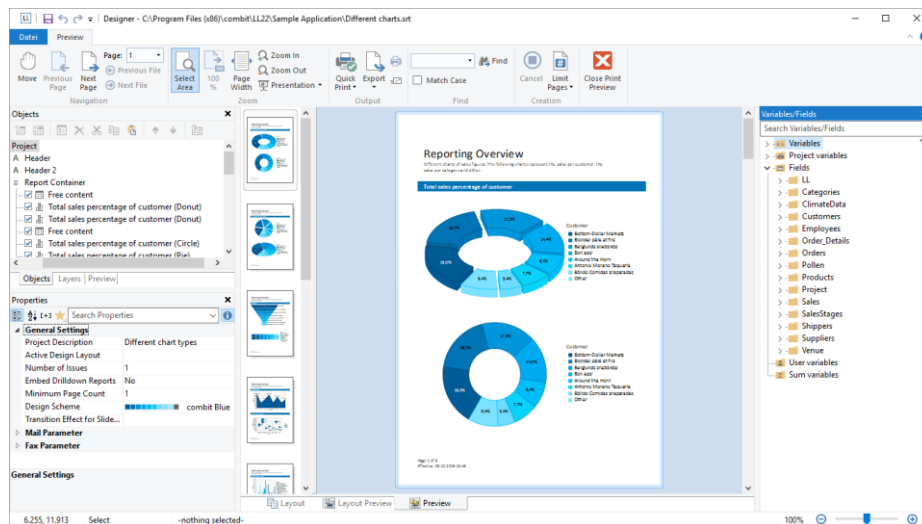 Designer - C:\Program Files (x86)\combit\LL22\Sample Application\Different charts.srt
Datei Preview
Move
Previous Page
Next Page
Page: 1
Previous File
Next File
Navigation
Select Area
100 %
Page Width
Zoom In
Zoom Out
Presentation
Zoom
Quick Print
Export
Output
Find
Match Case
Find
Cancel
Limit Pages
Creation
Close Print Preview
Objects
Project
Header
Header 2
Report Container
Free content
Total sales percentage of customer (Donut)
Total sales percentage of customer (Donut)
Free content
Total sales percentage of customer (Circle)
Total sales percentage of customer (Pie)
Objects Layers Preview
Properties
Search Properties
General Settings
Project Description Different chart types
Active Design Layout
Number of Issues 1
Embed Drilldown Reports No
Minimum Page Count 1
Design Scheme combit Blue
Transition Effect for Slide...
Mail Parameter
Fax Parameter
General Settings
Reporting Overview
Total sales percentage of customer
Customer
Bottom-Dollar Markets
Blondel père et fils
Berglunds snabbköp
Bon app'
Around the Horn
Antonio Moreno Taquería
Bólido Comidas preparadas
Other
Customer
Bottom-Dollar Markets
Blondel père et fils
Berglunds snabbköp
Bon app'
Around the Horn
Antonio Moreno Taquería
Bólido Comidas preparadas
Other
Layout Layout Preview Preview
Variables/Fields
Search Variables/Fields
Variables
Project variables
Fields
LL
Categories
ClimateData
Customers
Employees
Order_Details
Orders
Pollen
Products
Project
Sales
SalesStages
Shippers
Suppliers
Venue
User variables
Sum variables
6.255, 11.913 Select -nothing selected- 100%